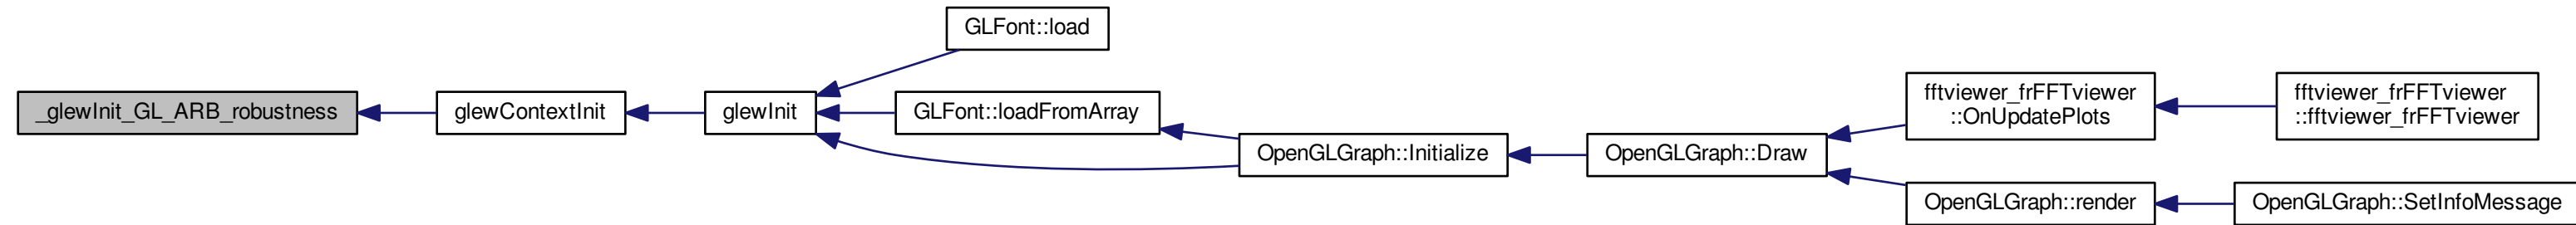 _glewInit_GL_ARB_robustness
glewContextInit
glewInit
GLFont::load
GLFont::loadFromArray
OpenGLGraph::Initialize
OpenGLGraph::Draw
fftviewer_frFFTviewer
::OnUpdatePlots
fftviewer_frFFTviewer
::fftviewer_frFFTviewer
OpenGLGraph::render
OpenGLGraph::SetInfoMessage